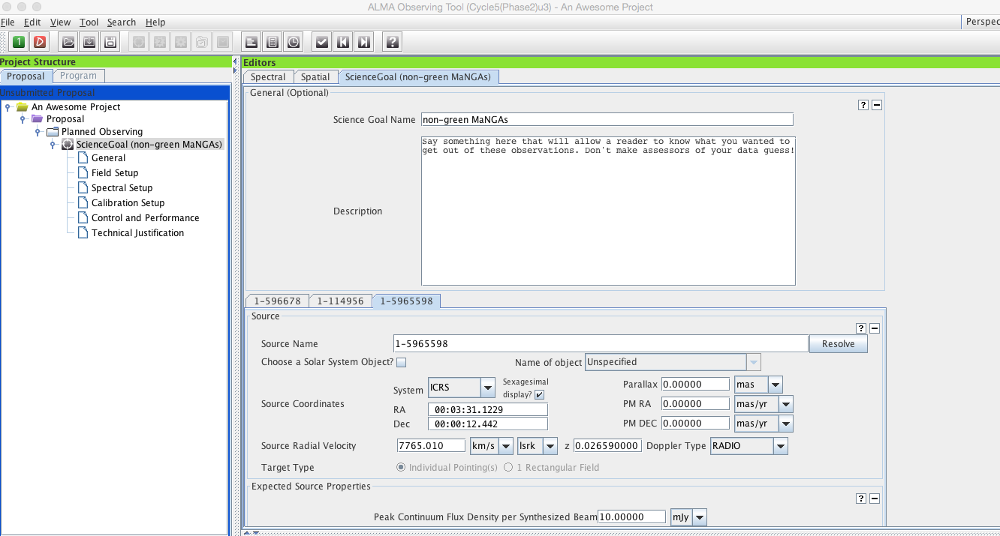 ALMA Observing Tool (Cycle5(Phase2)u3) - An Awesome Project
File Edit View Tool Search Help
Perspec
1 D ?
Project Structure
Proposal Program
Unsubmitted Proposal
An Awesome Project
Proposal
Planned Observing
ScienceGoal (non-green MaNGAs)
General
Field Setup
Spectral Setup
Calibration Setup
Control and Performance
Technical Justification
Editors
Spectral Spatial ScienceGoal (non-green MaNGAs)
General (Optional)
?
Science Goal Name non-green MaNGAs
Say something here that will allow a reader to know what you wanted to
get out of these observations. Don't make assessors of your data guess!
Description
1-596678 1-114956 1-5965598
Source
?
Source Name 1-5965598 Resolve
Choose a Solar System Object? Name of object Unspecified
Source Coordinates
System ICRS Sexagesimal
display?
RA 00:03:31.1229
Dec 00:00:12.442
Parallax 0.00000 mas
PM RA 0.00000 mas/yr
PM DEC 0.00000 mas/yr
Source Radial Velocity 7765.010 km/s lsrk z 0.026590000 Doppler Type RADIO
Target Type Individual Pointing(s) 1 Rectangular Field
Expected Source Properties
?
Peak Continuum Flux Density per Synthesized Beam 10.00000 mJy